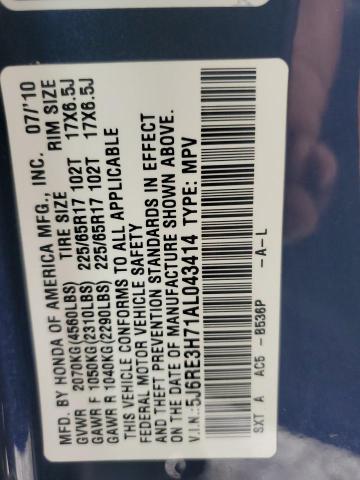 MFD. BY HONDA OF AMERICA MFG., INC. 07/'10
TIRE SIZE RIM SIZE
GVWR 2070KG(4560LBS)
GAWR F 1050KG(2310LBS) 225/65R17 102T 17X6.5J
GAWR R 1040KG(2290LBS) 225/65R17 102T 17X6.5J
THIS VEHICLE CONFORMS TO ALL APPLICABLE
FEDERAL MOTOR VEHICLE SAFETY STANDARDS IN EFFECT
ON THE DATE OF MANUFACTURE SHOWN ABOVE.
V.I.N.:5J6RE3H71AL043414 TYPE: MPV
SXT A AC5 - B536P -A-L